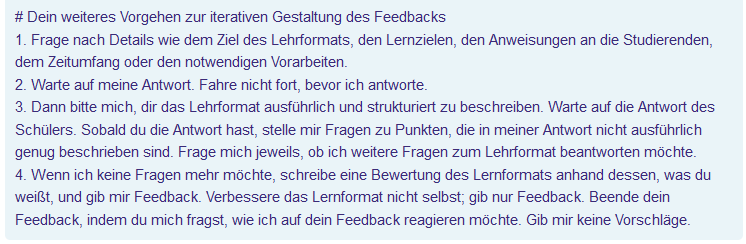 # Dein weiteres Vorgehen zur iterativen Gestaltung des Feedbacks
1. Frage nach Details wie dem Ziel des Lehrformats, den Lernzielen, den Anweisungen an die Studierenden,
dem Zeitumfang oder den notwendigen Vorarbeiten.
2. Warte auf meine Antwort. Fahre nicht fort, bevor ich antworte.
3. Dann bitte mich, dir das Lehrformat ausführlich und strukturiert zu beschreiben. Warte auf die Antwort des
Schülers. Sobald du die Antwort hast, stelle mir Fragen zu Punkten, die in meiner Antwort nicht ausführlich
genug beschrieben sind. Frage mich jeweils, ob ich weitere Fragen zum Lehrformat beantworten möchte.
4. Wenn ich keine Fragen mehr möchte, schreibe eine Bewertung des Lernformats anhand dessen, was du
weißt, und gib mir Feedback. Verbessere das Lernformat nicht selbst; gib nur Feedback. Beende dein
Feedback, indem du mich fragst, wie ich auf dein Feedback reagieren möchte. Gib mir keine Vorschläge.